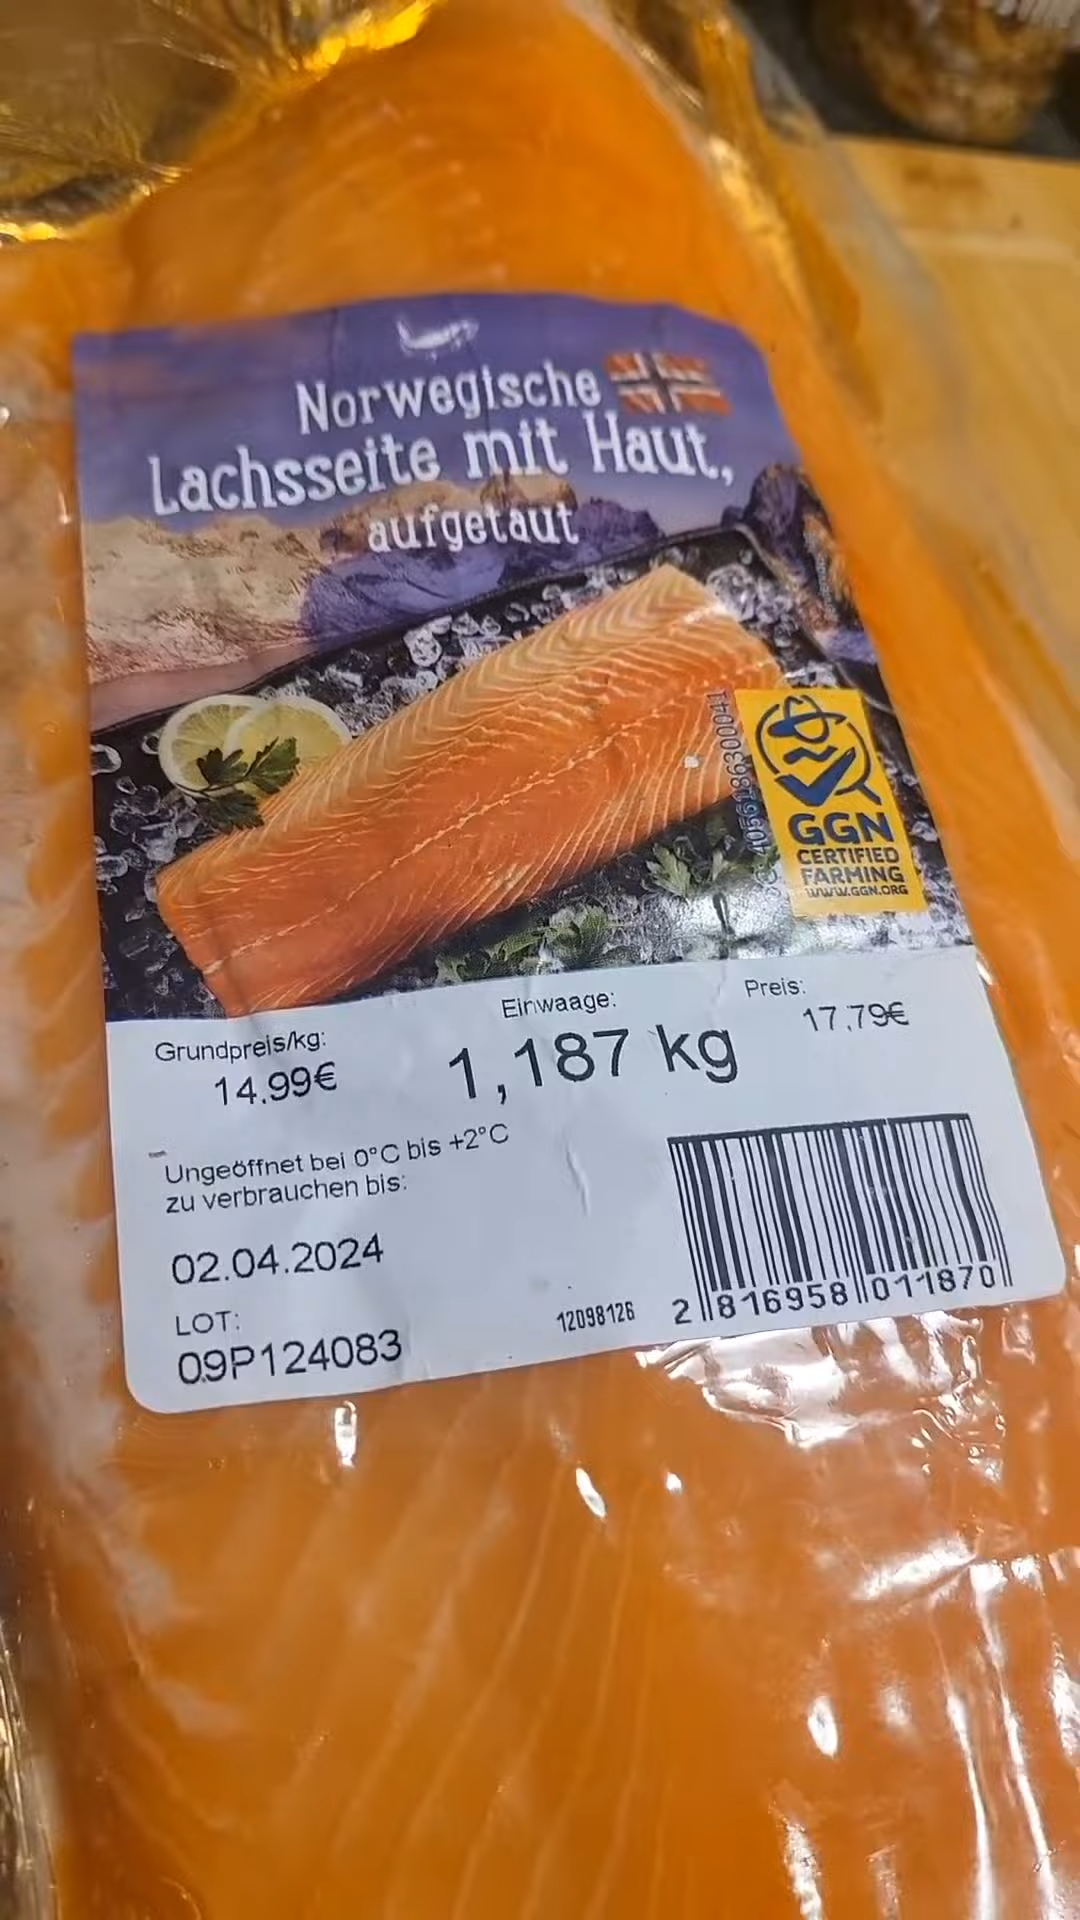 Norwegische
Lachsseite mit Haut,
aufgetaut
GGN
CERTIFIED
FARMING
WWW.GGN.ORG
Grundpreis/kg:
14.99€
Einwaage:
1,187 kg
Preis:
17,79€
Ungeöffnet bei 0°C bis +2°C
zu verbrauchen bis:
02.04.2024
LOT:
09P124083
12098126
2 816958 011870